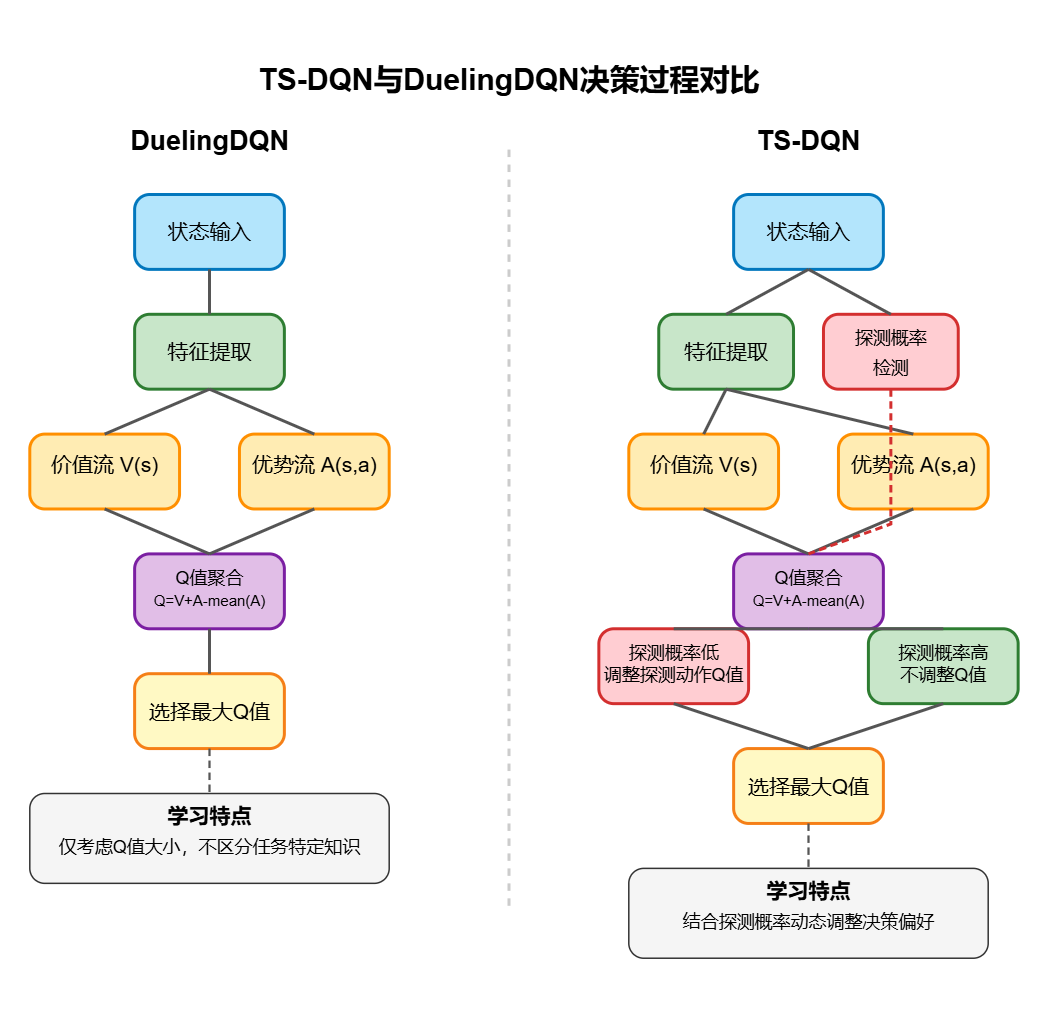 TS-DQN与DuelingDQN决策过程对比
DuelingDQN
状态输入
特征提取
价值流 V(s)
优势流 A(s,a)
Q值聚合
Q=V+A-mean(A)
选择最大Q值
学习特点
仅考虑Q值大小，不区分任务特定知识
TS-DQN
状态输入
特征提取
探测概率
检测
价值流 V(s)
优势流 A(s,a)
Q值聚合
Q=V+A-mean(A)
探测概率低
调整探测动作Q值
探测概率高
不调整Q值
选择最大Q值
学习特点
结合探测概率动态调整决策偏好